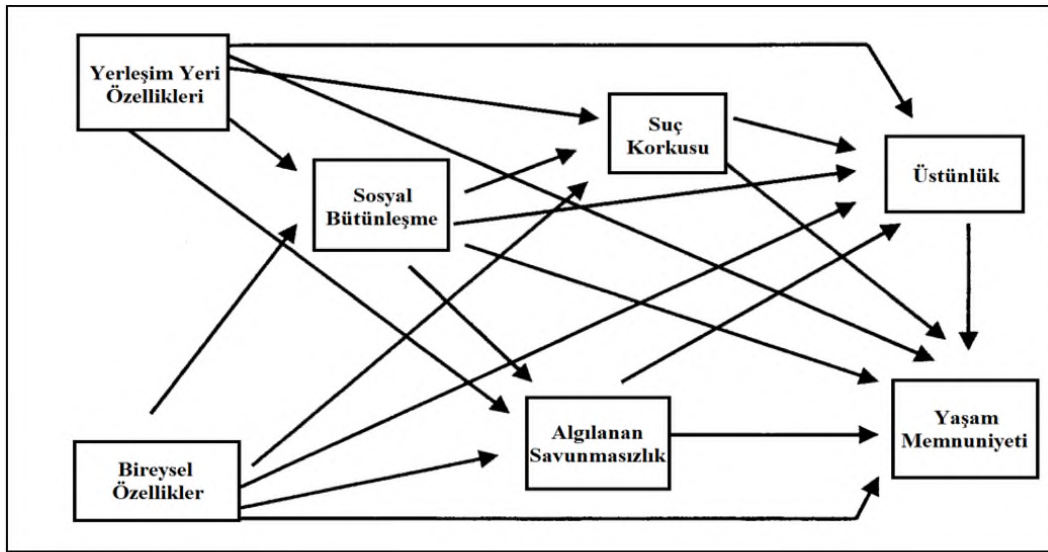 Yerleşim Yeri
Özellikleri
Suç
Korkusu
Üstünlük
Sosyal
Bütünleşme
Algılanan
Savunmasızlık
Yaşam
Memnuniyeti
Bireysel
Özellikler